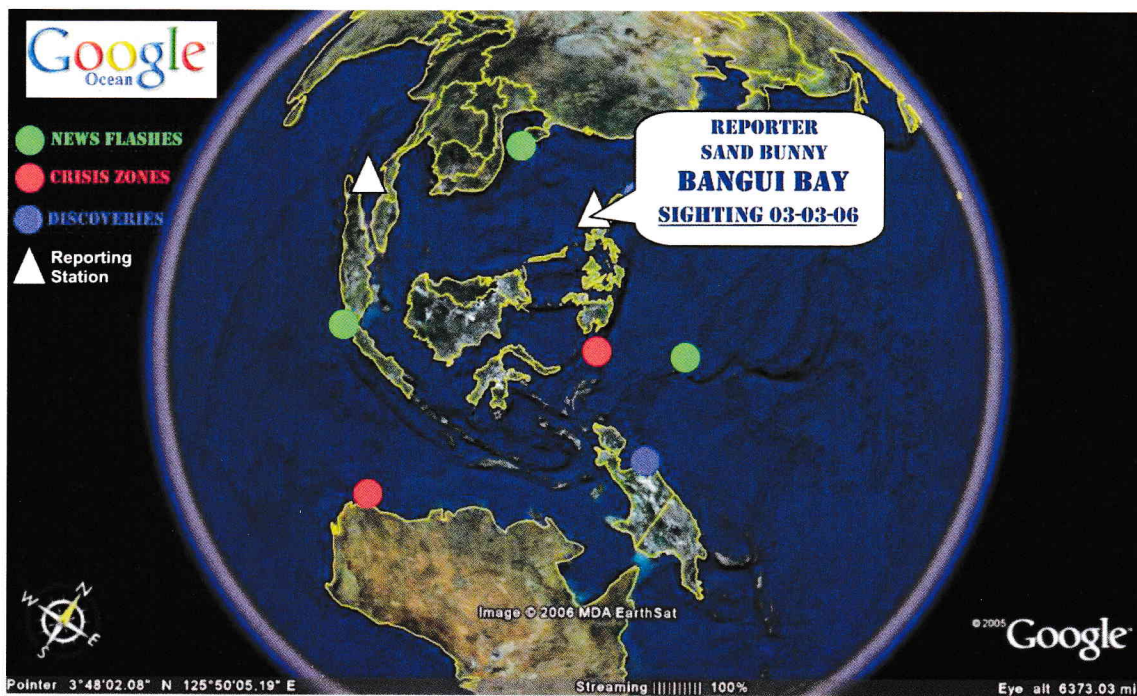 Google
Ocean
NEWS FLASHES
CRISIS ZONES
DISCOVERIES
Reporting
Station
REPORTER
SAND BUNNY
BANGUI BAY
SIGHTING 03-03-06
N
W
E
S
Image © 2006 MDA EarthSat
© 2005 Google
Pointer 3°48'02.08" N 125°50'05.19" E
Streaming |||||||||| 100%
Eye alt 6373.03 mi